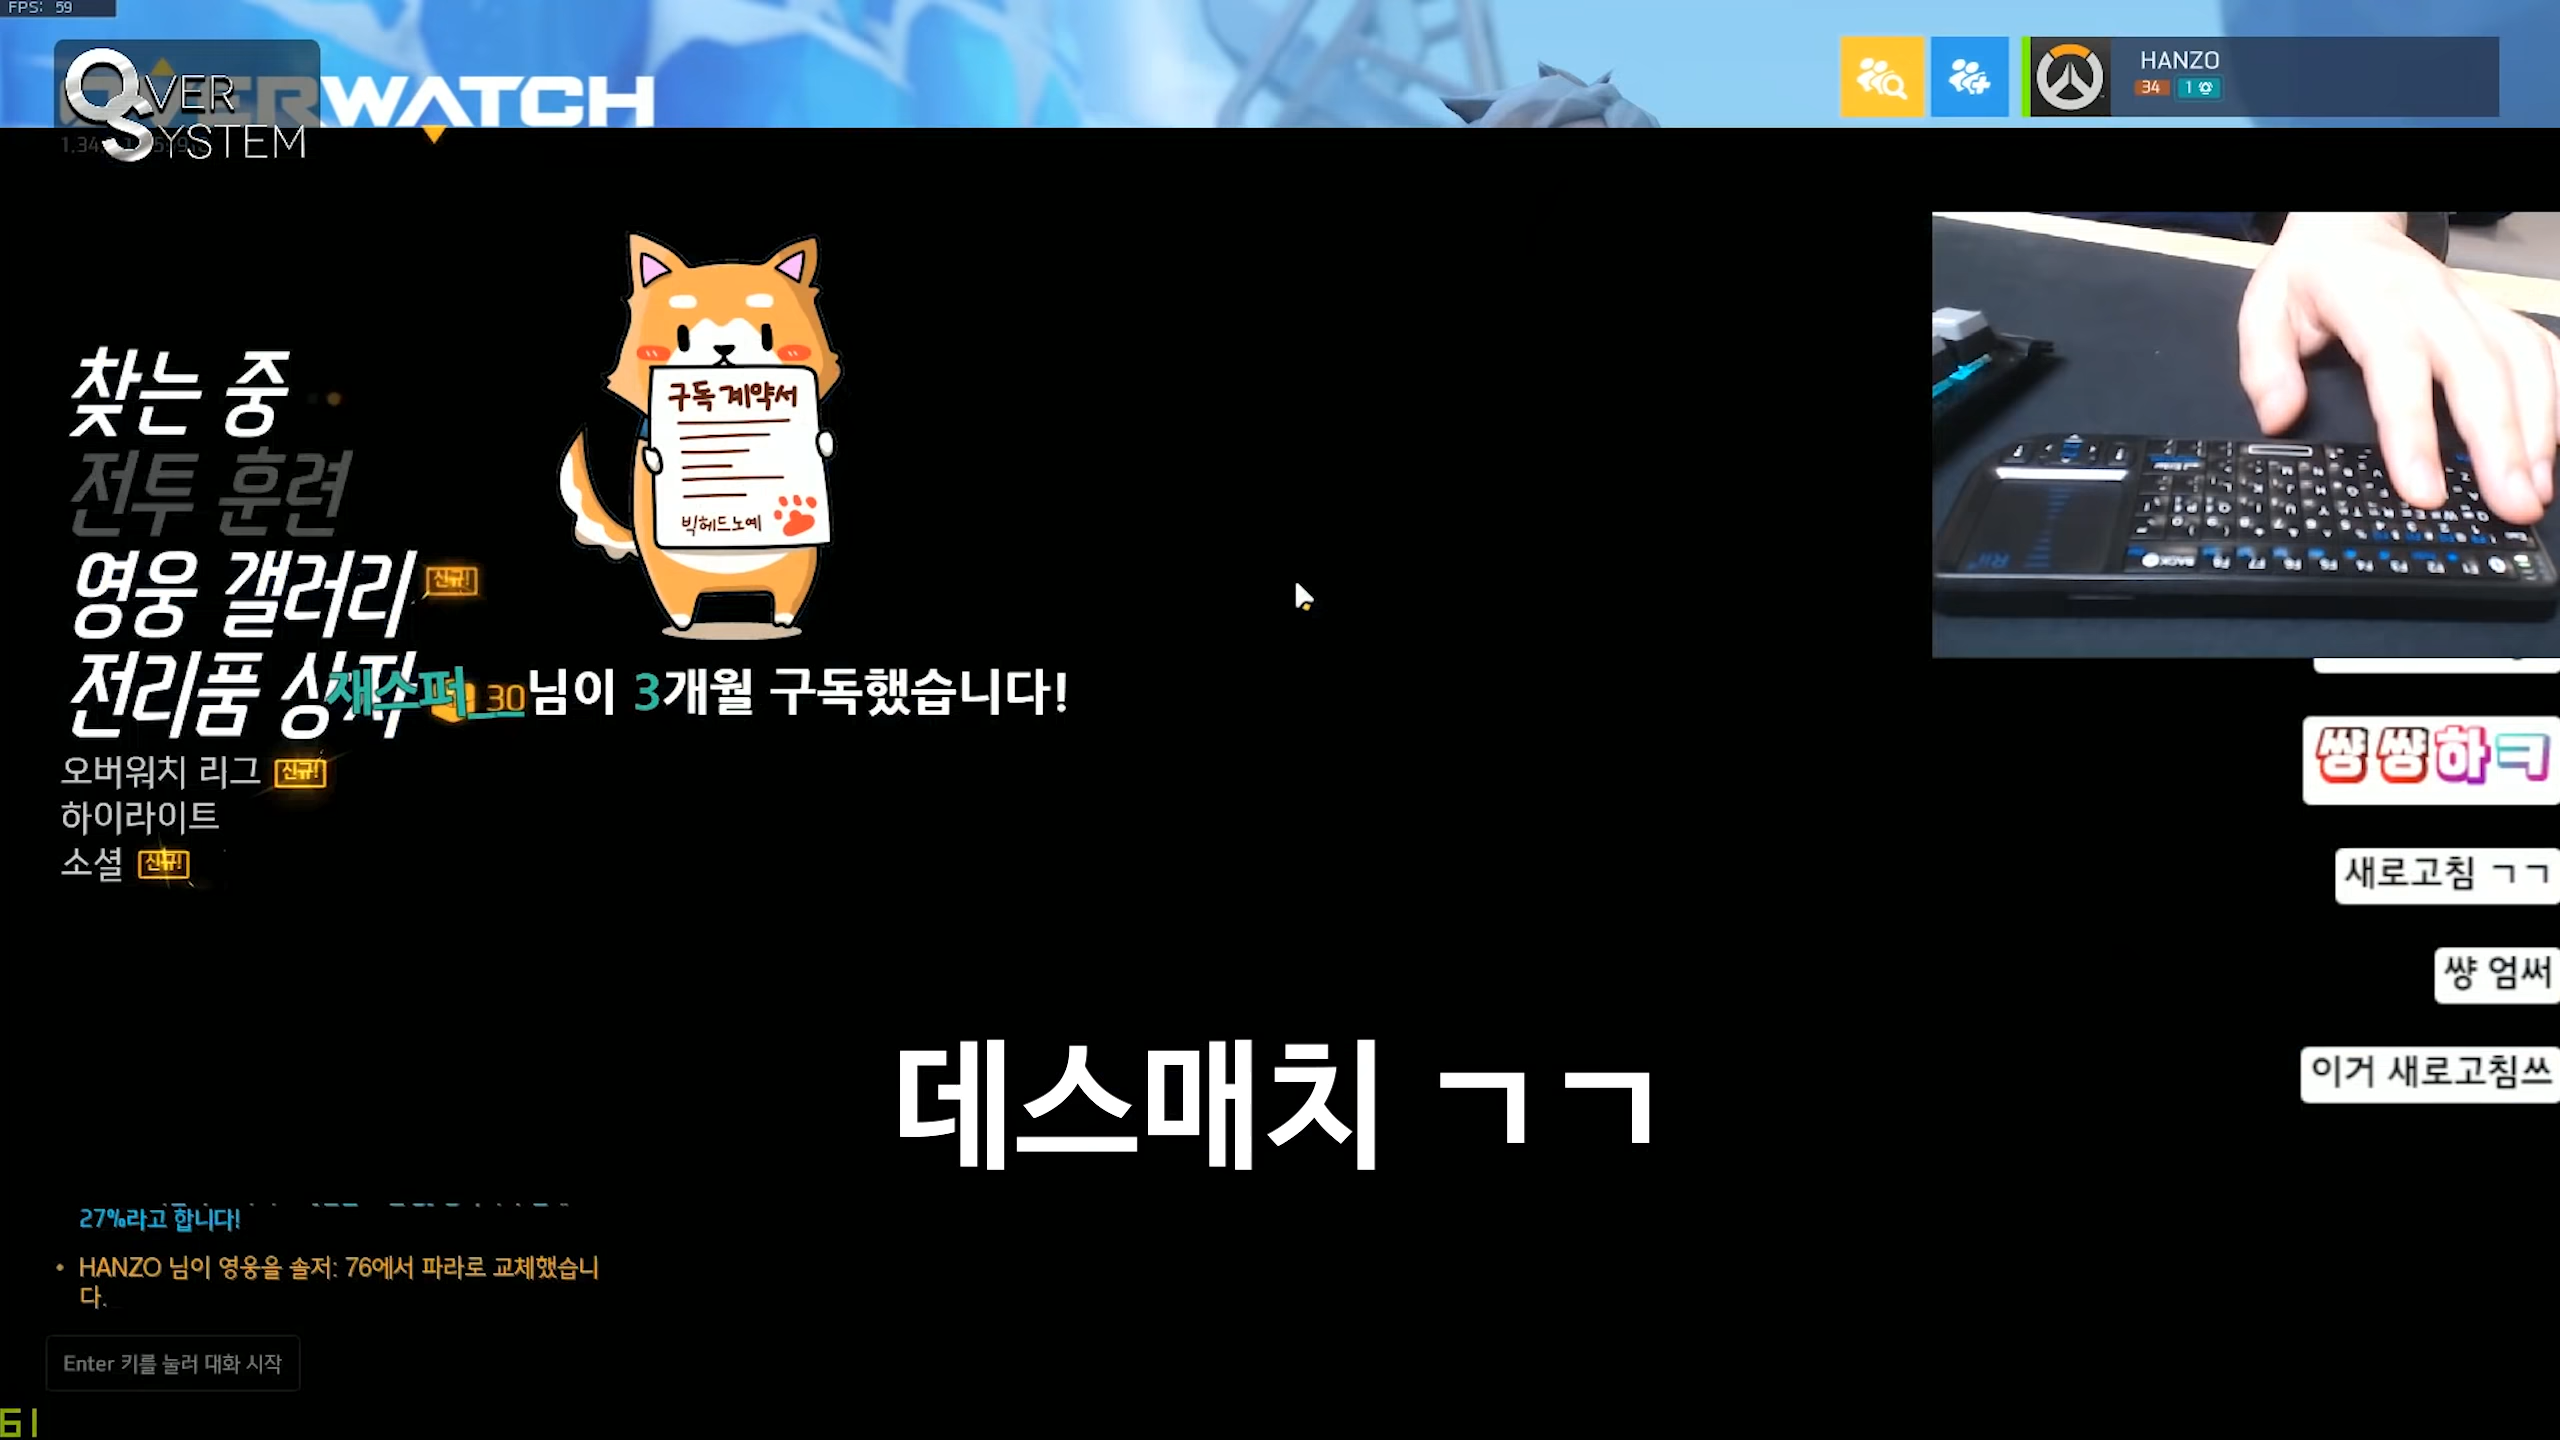 FPS: 59
OVER
SYSTEM
WATCH
HANZO
34 1
구독 계약서
빅헤드노예
찾는 중
전투 훈련
영웅 갤러리 신규!
전리품 상자 30
재스퍼__님이 3개월 구독했습니다!
오버워치 리그 신규!
하이라이트
소셜 신규!
쌍쌍하ㅋ
새로고침 ㄱㄱ
썅 엄써
이거 새로고침쓰
데스매치 ㄱㄱ
27%라고 합니다!
• HANZO 님이 영웅을 솔저: 76에서 파라로 교체했습니
다.
Enter 키를 눌러 대화 시작
61